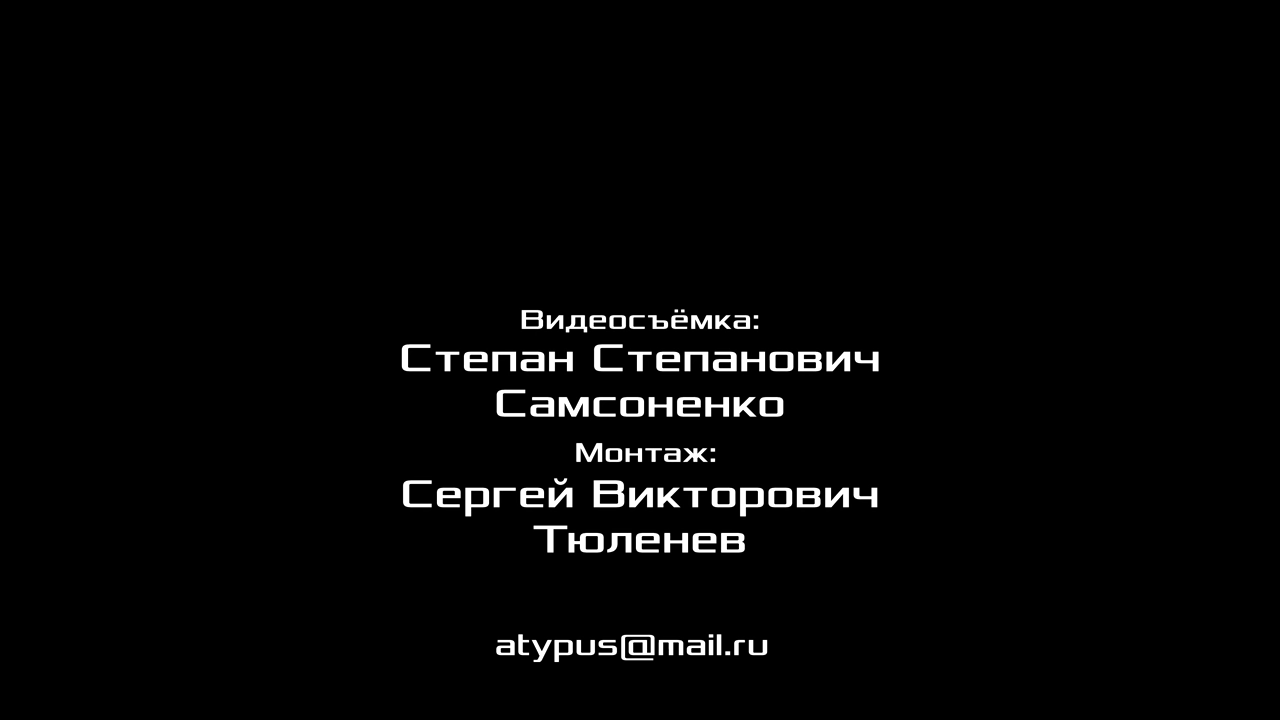 Видеосъёмка:
Степан Степанович
Самсоненко
Монтаж:
Сергей Викторович
Тюленев
atypus@mail.ru